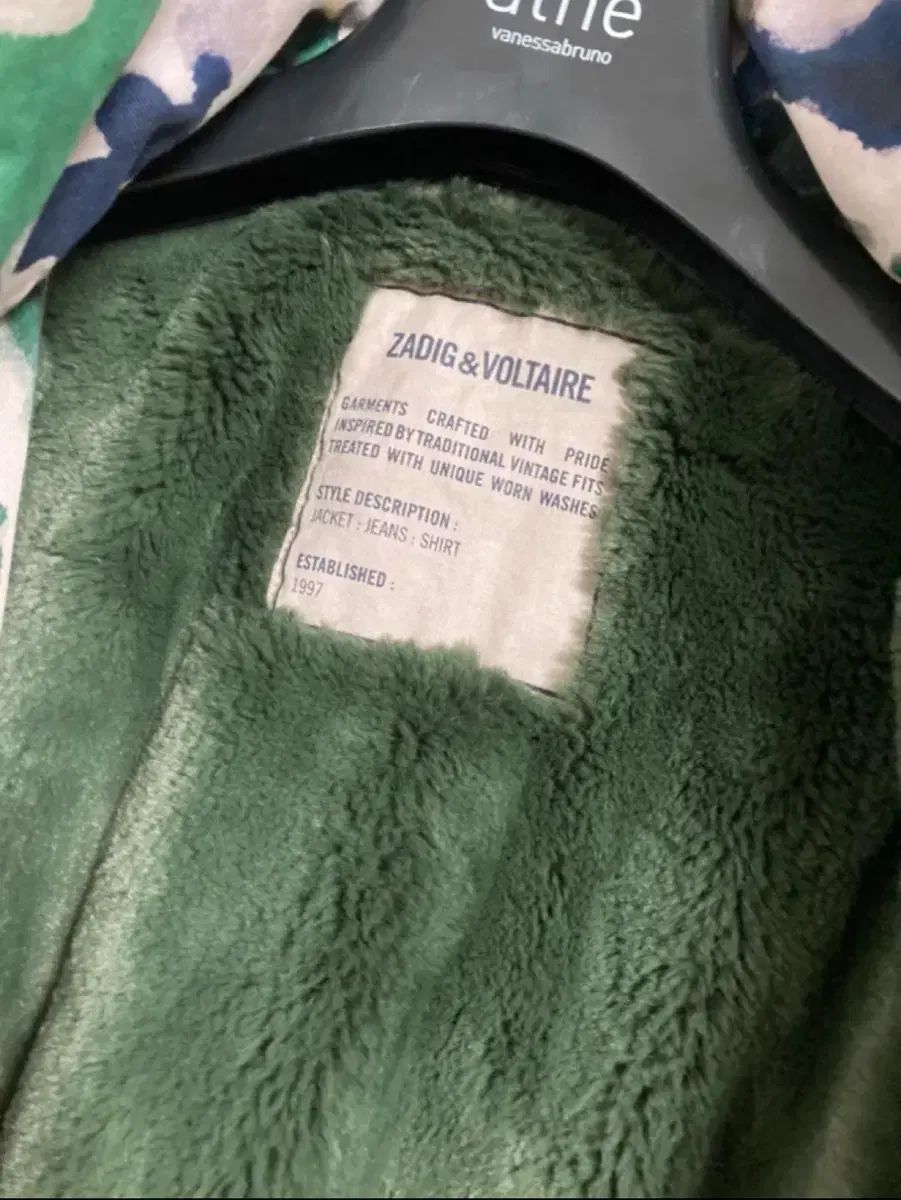 athe
vanessabruno
ZADIG & VOLTAIRE
GARMENTS CRAFTED WITH PRIDE
INSPIRED BY TRADITIONAL VINTAGE FITS
TREATED WITH UNIQUE WORN WASHES
STYLE DESCRIPTION :
JACKET : JEANS : SHIRT
ESTABLISHED :
1997